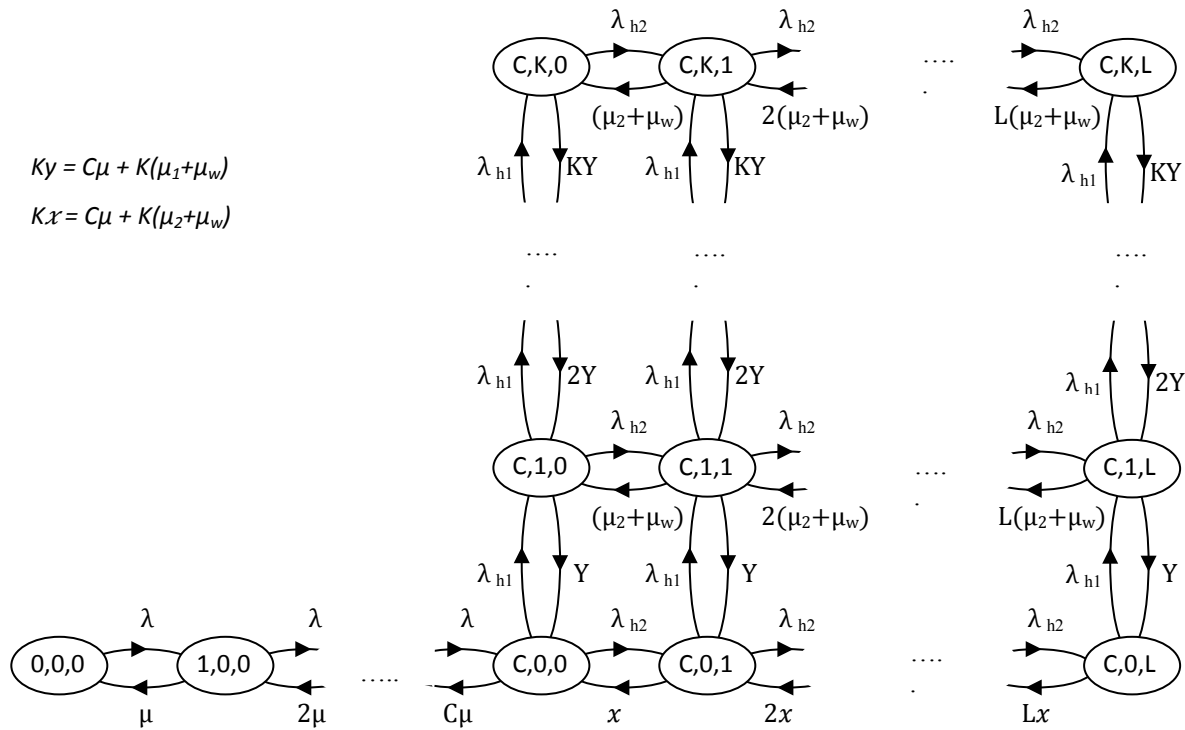 λ h2 λ h2 λ h2
C,K,0 C,K,1 …. . C,K,L
(μ₂+μw) 2(μ₂+μw) L(μ₂+μw)
Ky = Cμ + K(μ₁+μw)
λ h1 KY λ h1 KY λ h1 KY
Kx = Cμ + K(μ₂+μw)
…. . …. . …. .
λ h1 2Y λ h1 2Y λ h1 2Y
λ h2 λ h2 λ h2
C,1,0 C,1,1 …. . C,1,L
(μ₂+μw) 2(μ₂+μw) L(μ₂+μw)
λ h1 Y λ h1 Y λ h1 Y
λ λ λ λ h2 λ h2 λ h2
0,0,0 1,0,0 ….. .. C,0,0 C,0,1 …. . C,0,L
μ 2μ Cμ x 2x Lx